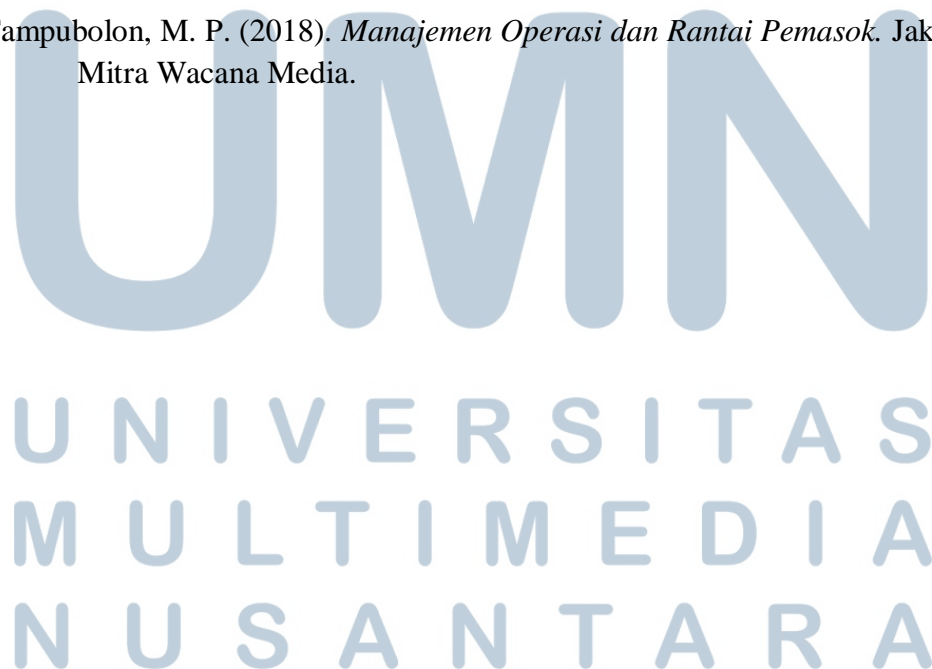 ampubolon, M. P. (2018). Manajemen Operasi dan Rantai Pemasok. Jak
Mitra Wacana Media.
UMN
UNIVERSITAS
MULTIMEDIA
NUSANTARA